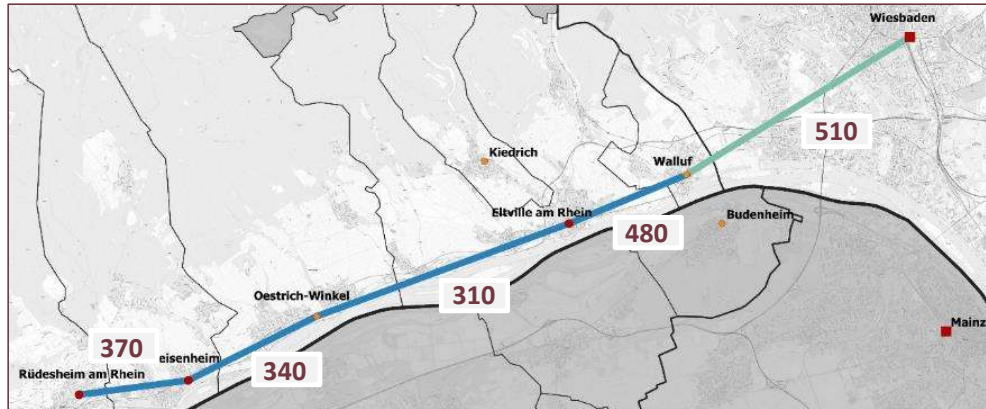 Wiesbaden
510
Kiedrich
Walluf
Eltville am Rhein
Budenheim
480
Oestrich-Winkel
310
Mainz
370
eisenheim
340
Rüdesheim am Rhein